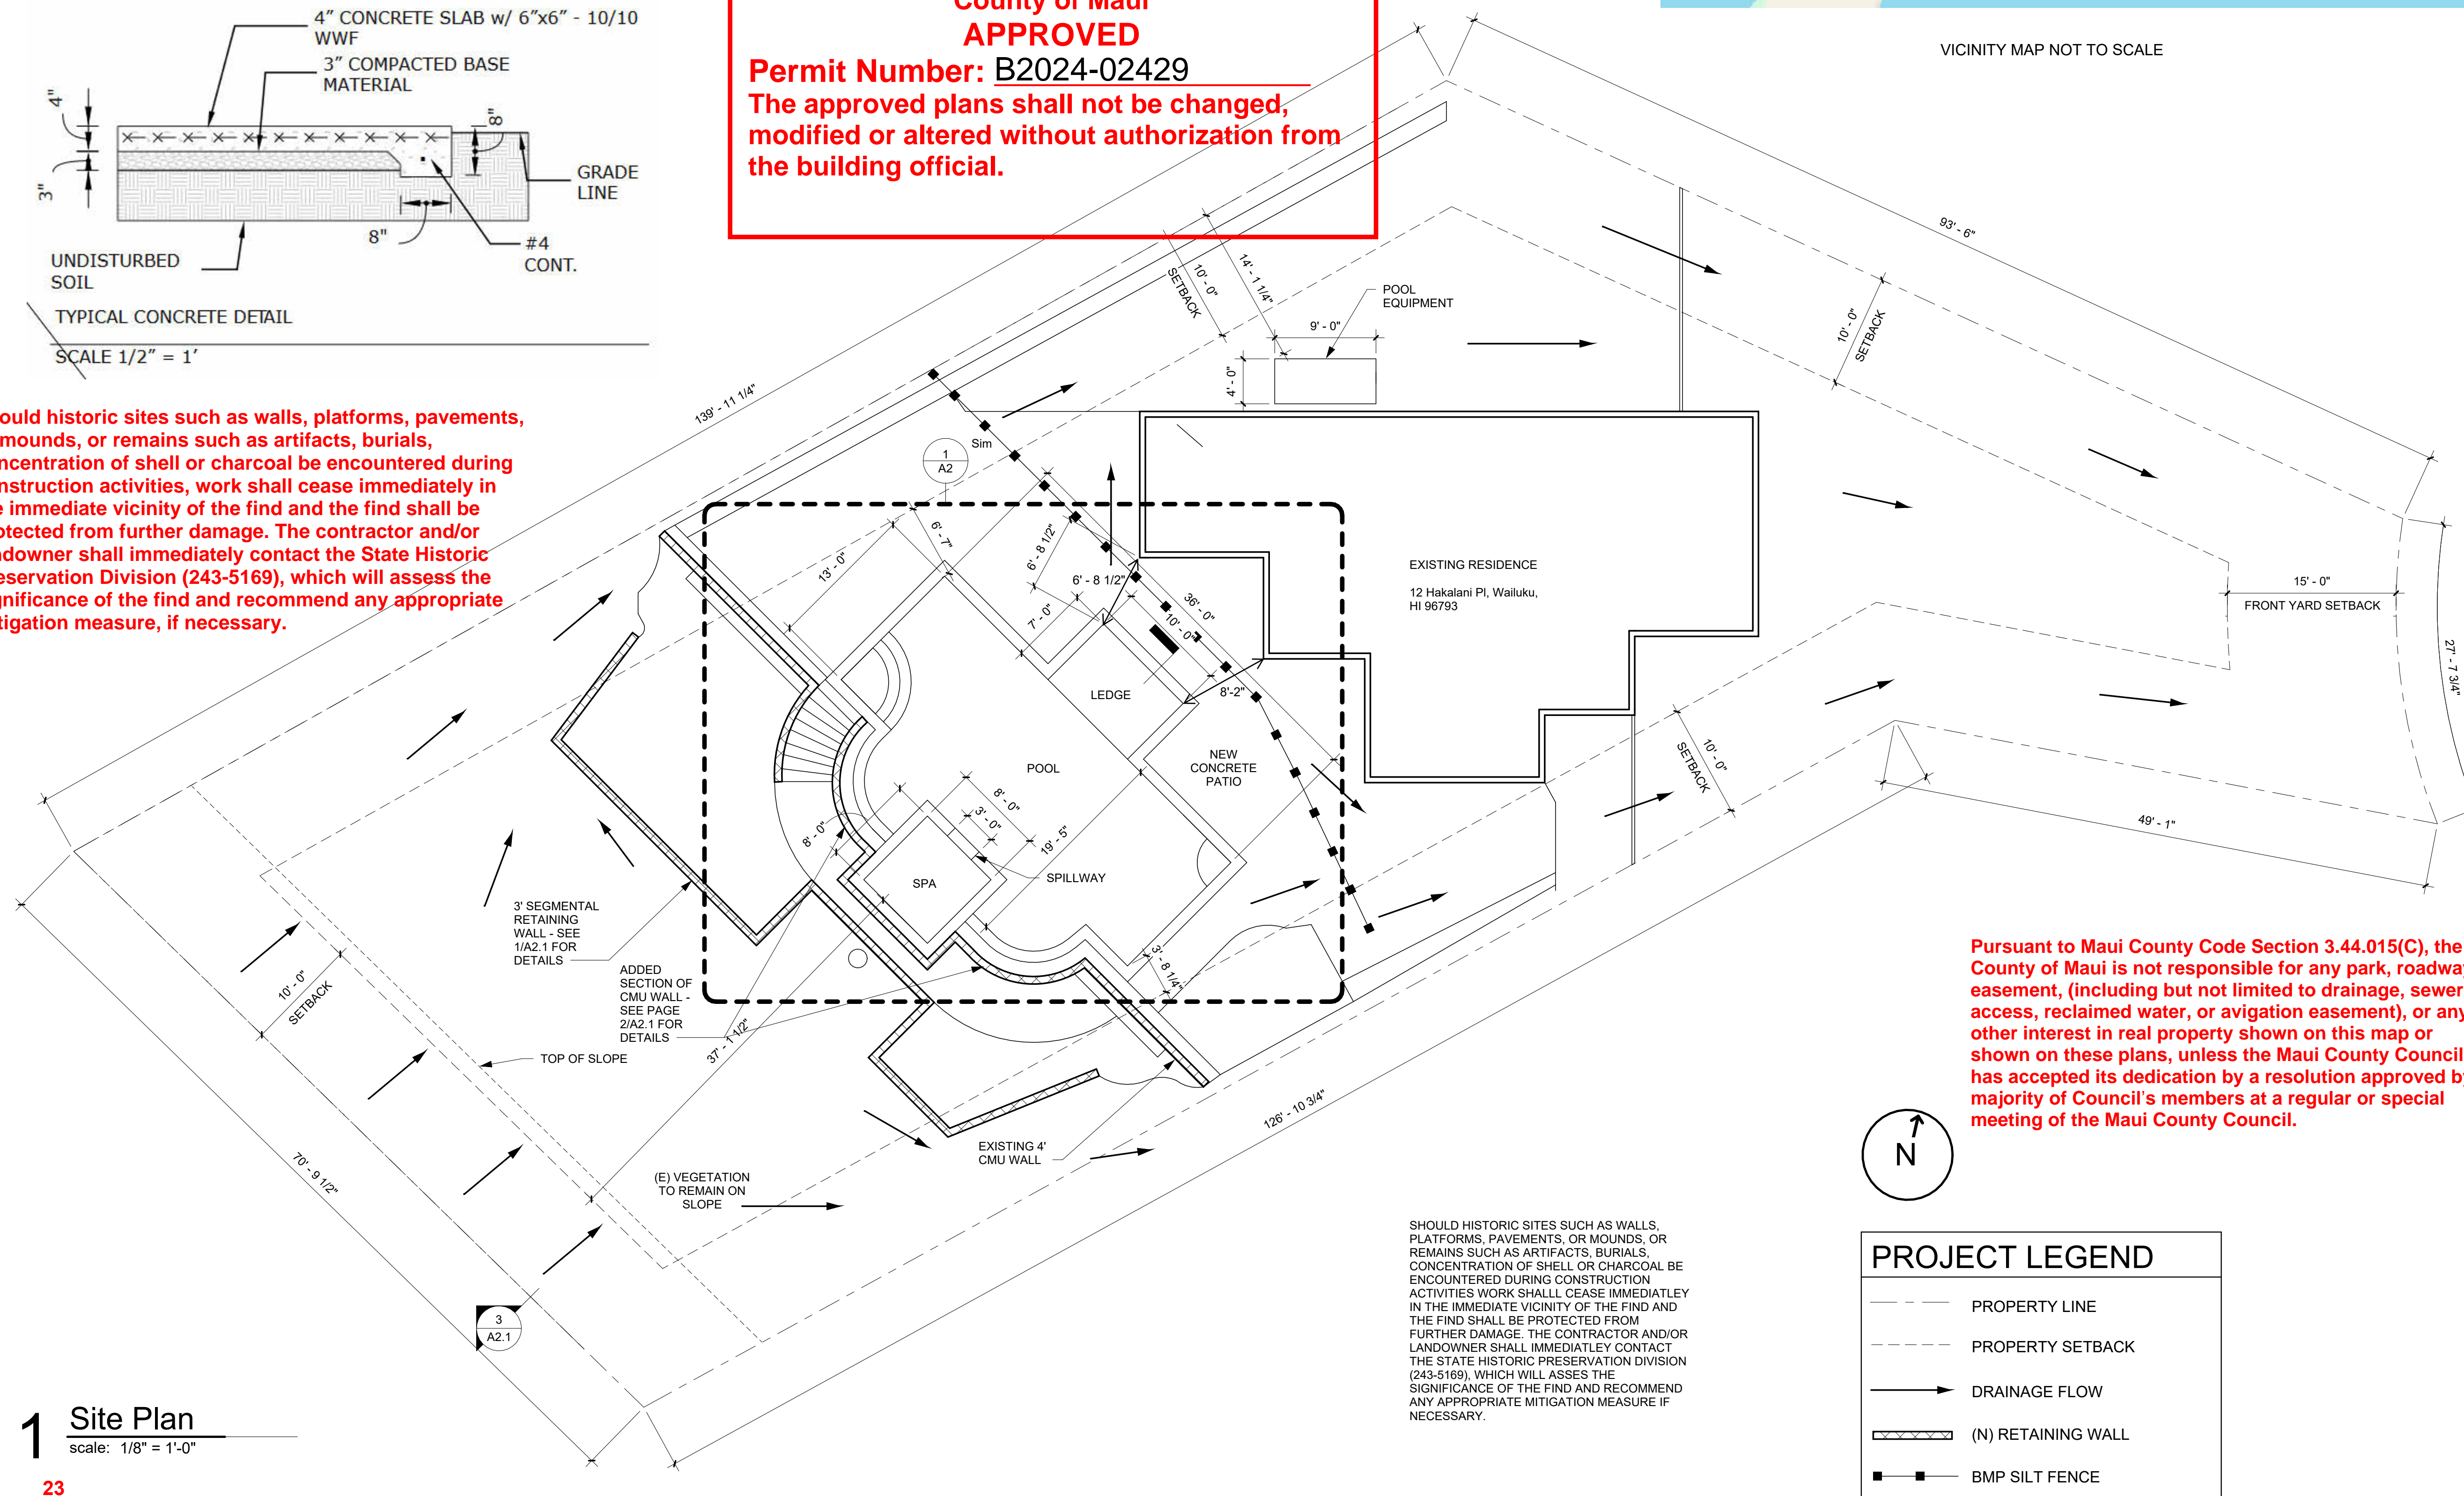 4" CONCRETE SLAB w/ 6"x6" - 10/10
WWF
3" COMPACTED BASE
MATERIAL
4"
3"
8"
8"
GRADE
LINE
#4
CONT.
UNDISTURBED
SOIL
TYPICAL CONCRETE DETAIL
SCALE 1/2" = 1'
County of Maui
APPROVED
Permit Number: B2024-02429
The approved plans shall not be changed,
modified or altered without authorization from
the building official.
VICINITY MAP NOT TO SCALE
historic sites such as walls, platforms, pavements,
mounds, or remains such as artifacts, burials,
of shell or charcoal be encountered during
activities, work shall cease immediately in
immediate vicinity of the find and the find shall be
from further damage. The contractor and/or
shall immediately contact the State Historic
Division (243-5169), which will assess the
of the find and recommend any appropriate
measure, if necessary.
139' - 11 1/4"
93' - 6"
10' - 0"
SETBACK
14' - 1 1/4"
POOL
EQUIPMENT
9' - 0"
4' - 0"
10' - 0"
SETBACK
1
A2
Sim
13' - 0"
6' - 7"
6' - 8 1/2"
6' - 8 1/2"
7' - 0"
36' - 0"
10' - 0"
EXISTING RESIDENCE
12 Hakalani Pl, Wailuku,
HI 96793
15' - 0"
FRONT YARD SETBACK
27' - 7 3/4"
LEDGE
8'-2"
POOL
NEW
CONCRETE
PATIO
10' - 0"
SETBACK
8' - 0"
3' - 0"
8' - 0"
19' - 5"
SPA
SPILLWAY
49' - 1"
3' SEGMENTAL
RETAINING
WALL - SEE
1/A2.1 FOR
DETAILS
ADDED
SECTION OF
CMU WALL -
SEE PAGE
2/A2.1 FOR
DETAILS
3' - 8 1/4"
37' - 1 1/2"
10' - 0"
SETBACK
TOP OF SLOPE
126' - 10 3/4"
EXISTING 4'
CMU WALL
(E) VEGETATION
TO REMAIN ON
SLOPE
70' - 9 1/2"
3
A2.1
Pursuant to Maui County Code Section 3.44.015(C), the
County of Maui is not responsible for any park, roadway
easement, (including but not limited to drainage, sewer
access, reclaimed water, or avigation easement), or any
other interest in real property shown on this map or
shown on these plans, unless the Maui County Council
has accepted its dedication by a resolution approved by
majority of Council's members at a regular or special
meeting of the Maui County Council.
N
SHOULD HISTORIC SITES SUCH AS WALLS,
PLATFORMS, PAVEMENTS, OR MOUNDS, OR
REMAINS SUCH AS ARTIFACTS, BURIALS,
CONCENTRATION OF SHELL OR CHARCOAL BE
ENCOUNTERED DURING CONSTRUCTION
ACTIVITIES WORK SHALLL CEASE IMMEDIATLEY
IN THE IMMEDIATE VICINITY OF THE FIND AND
THE FIND SHALL BE PROTECTED FROM
FURTHER DAMAGE. THE CONTRACTOR AND/OR
LANDOWNER SHALL IMMEDIATLEY CONTACT
THE STATE HISTORIC PRESERVATION DIVISION
(243-5169), WHICH WILL ASSES THE
SIGNIFICANCE OF THE FIND AND RECOMMEND
ANY APPROPRIATE MITIGATION MEASURE IF
NECESSARY.
PROJECT LEGEND
PROPERTY LINE
PROPERTY SETBACK
DRAINAGE FLOW
(N) RETAINING WALL
BMP SILT FENCE
1 Site Plan
scale: 1/8" = 1'-0"
23